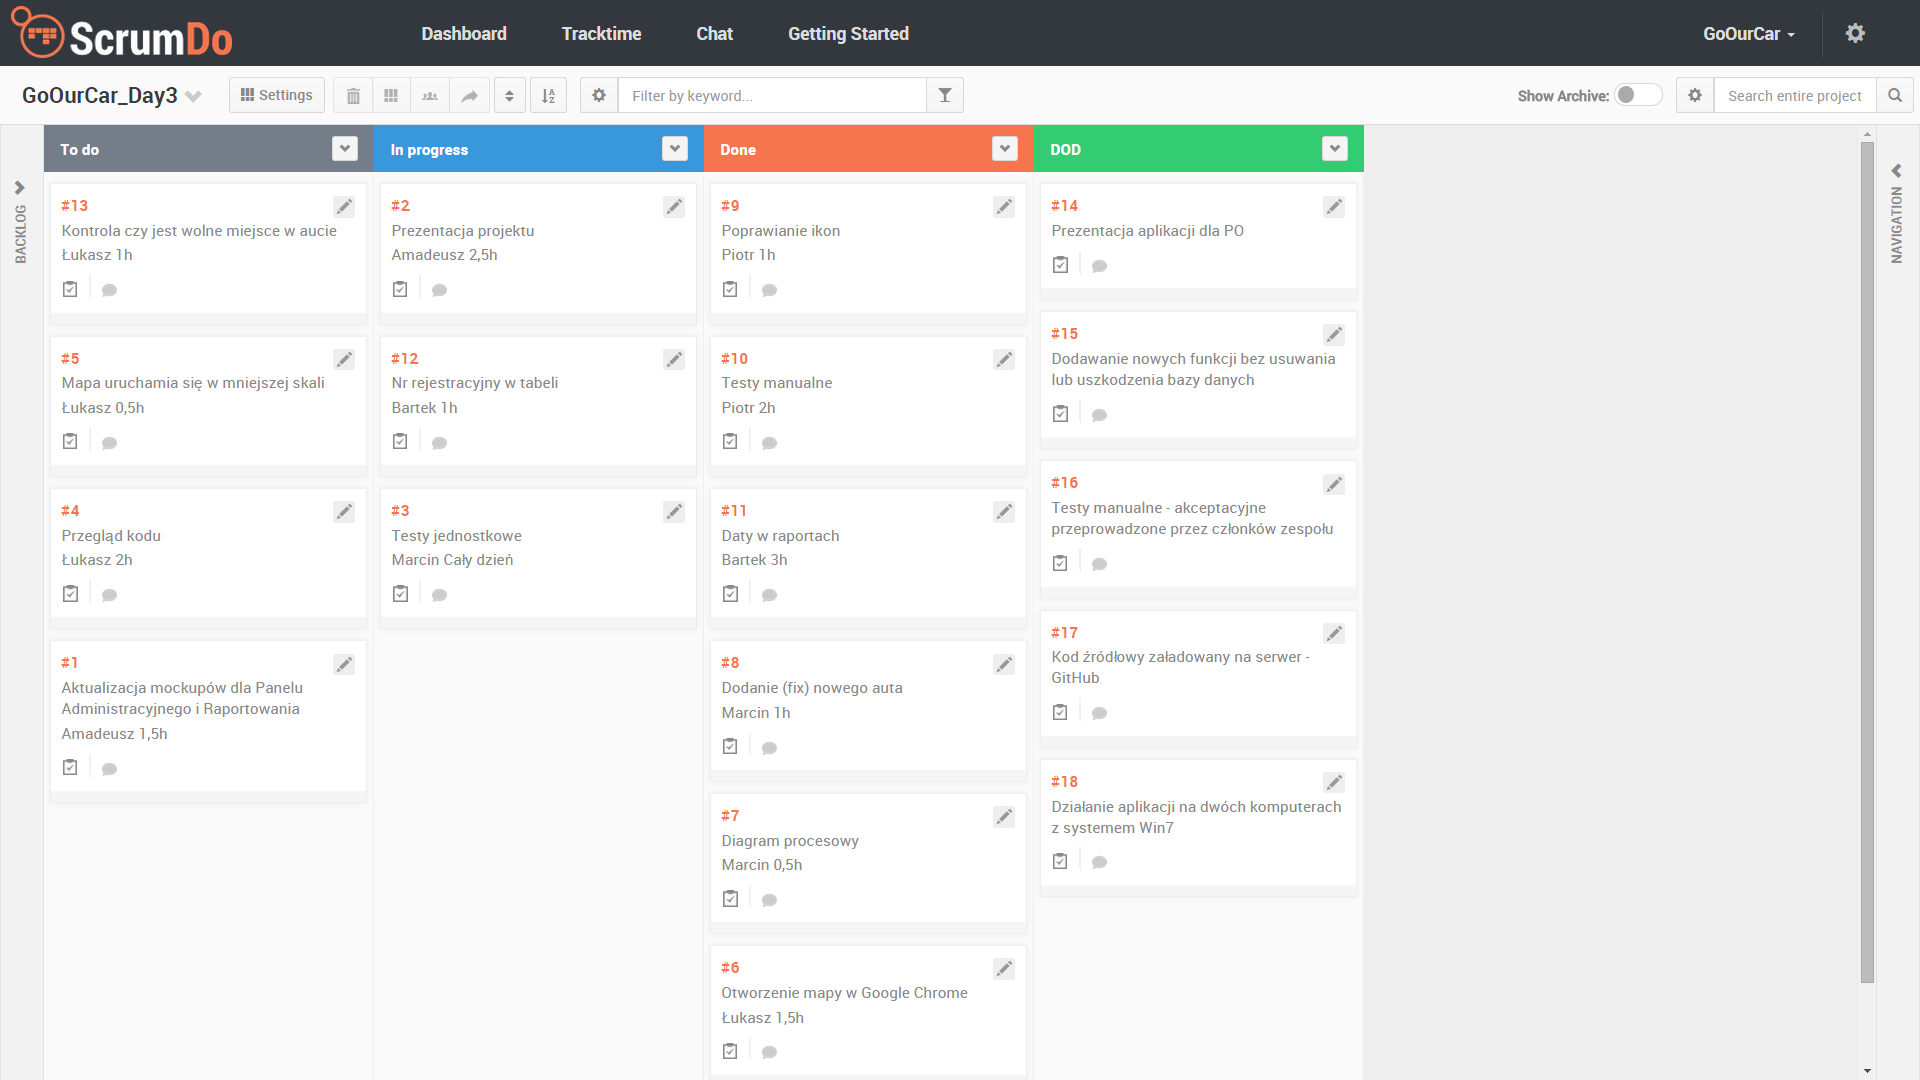 ScrumDo
Dashboard
Tracktime
Chat
Getting Started
GoOurCar
GoOurCar_Day3
Settings
Filter by keyword...
Show Archive:
Search entire project
BACKLOG
NAVIGATION
To do
#13
Kontrola czy jest wolne miejsce w aucie
Łukasz 1h
#5
Mapa uruchamia się w mniejszej skali
Łukasz 0,5h
#4
Przegląd kodu
Łukasz 2h
#1
Aktualizacja mockupów dla Panelu
Administracyjnego i Raportowania
Amadeusz 1,5h
In progress
#2
Prezentacja projektu
Amadeusz 2,5h
#12
Nr rejestracyjny w tabeli
Bartek 1h
#3
Testy jednostkowe
Marcin Cały dzień
Done
#9
Poprawianie ikon
Piotr 1h
#10
Testy manualne
Piotr 2h
#11
Daty w raportach
Bartek 3h
#8
Dodanie (fix) nowego auta
Marcin 1h
#7
Diagram procesowy
Marcin 0,5h
#6
Otworzenie mapy w Google Chrome
Łukasz 1,5h
DOD
#14
Prezentacja aplikacji dla PO
#15
Dodawanie nowych funkcji bez usuwania
lub uszkodzenia bazy danych
#16
Testy manualne - akceptacyjne
przeprowadzone przez członków zespołu
#17
Kod źródłowy załadowany na serwer -
GitHub
#18
Działanie aplikacji na dwóch komputerach
z systemem Win7